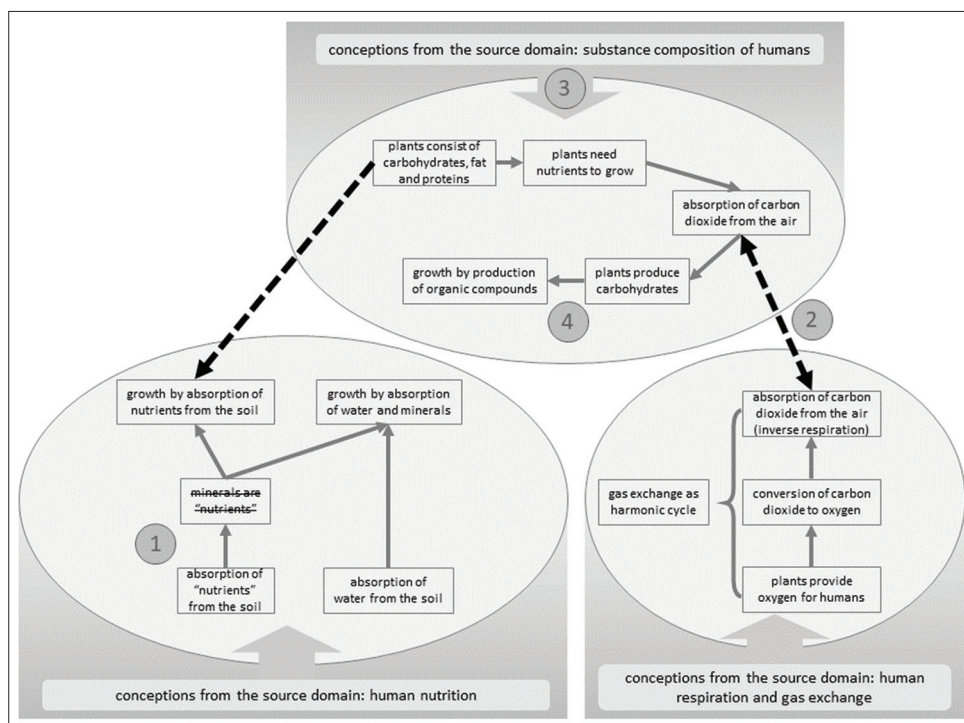 conceptions from the source domain: substance composition of humans
3
plants consist of
carbohydrates, fat
and proteins
plants need
nutrients to grow
absorption of carbon
dioxide from the air
growth by production
of organic compounds
plants produce
carbohydrates
4
2
growth by absorption of
nutrients from the soil
growth by absorption
of water and minerals
minerals are
"nutrients"
1
absorption of
"nutrients"
from the soil
absorption of
water from the soil
conceptions from the source domain: human nutrition
absorption of carbon
dioxide from the air
(inverse respiration)
gas exchange as
harmonic cycle
conversion of carbon
dioxide to oxygen
plants provide
oxygen for humans
conceptions from the source domain: human
respiration and gas exchange